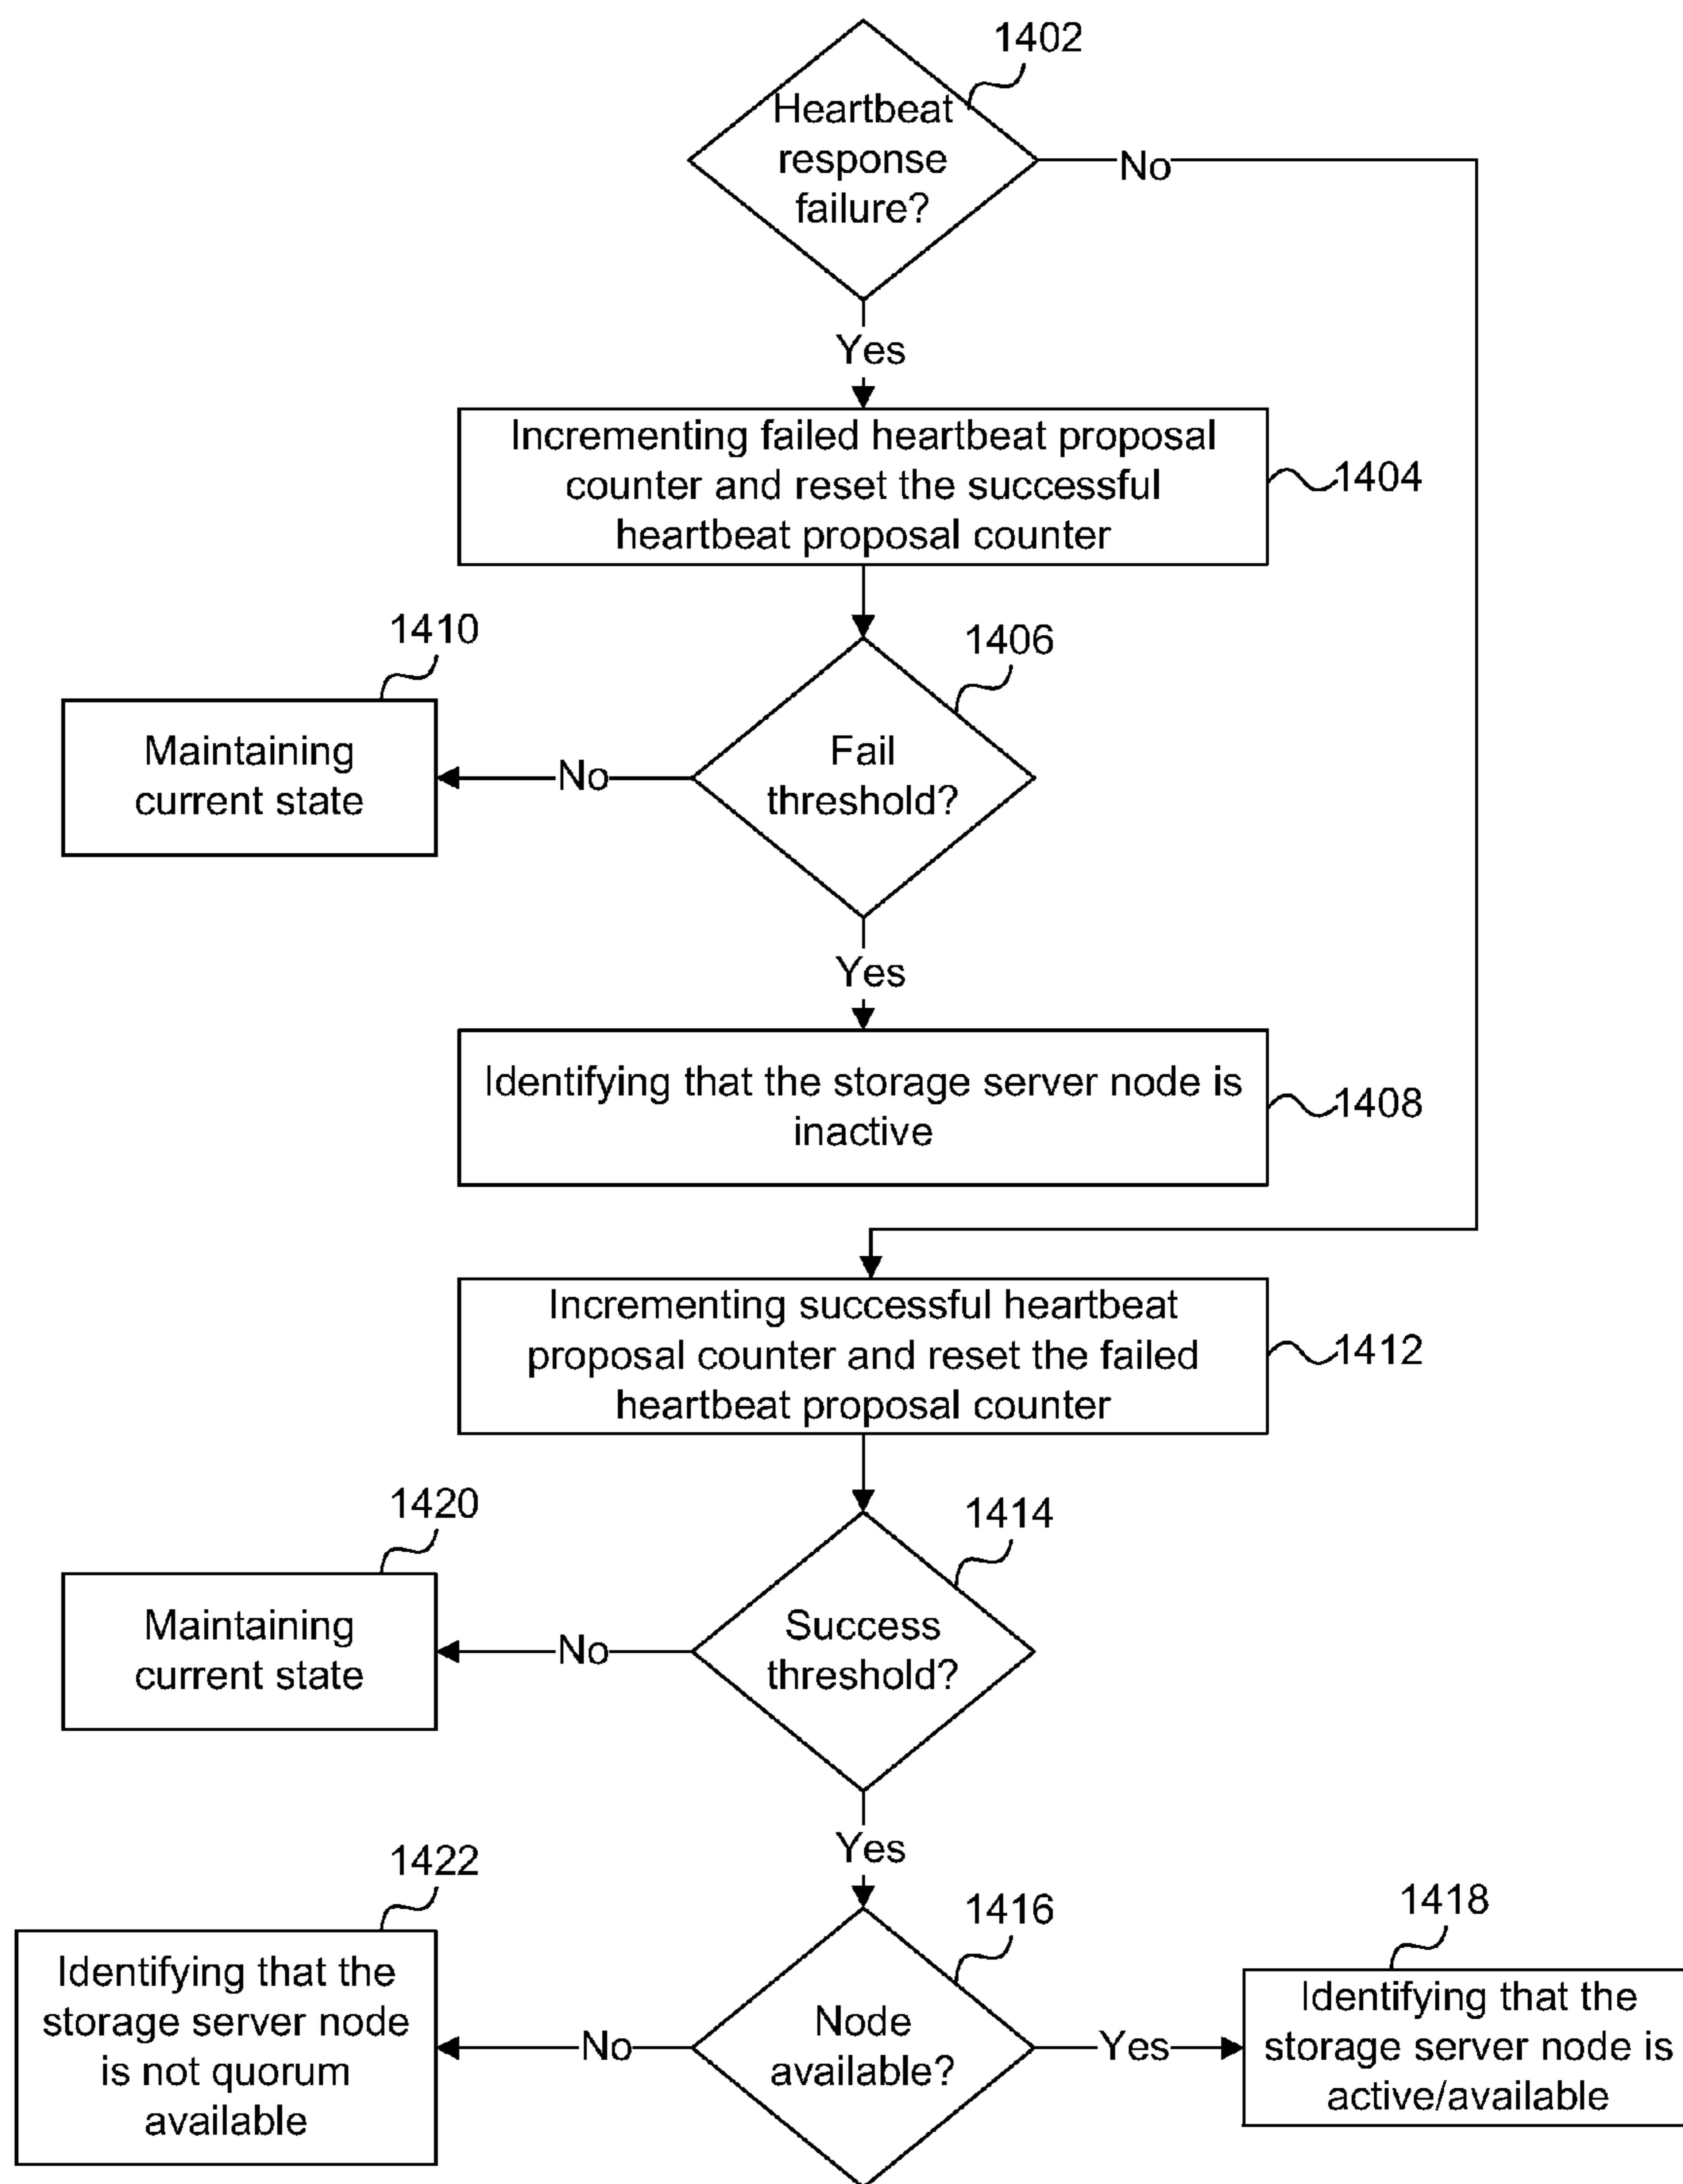 1402
Heartbeat
response
failure?
No
Yes
Incrementing failed heartbeat proposal
counter and reset the successful
heartbeat proposal counter
1404
1410
1406
Maintaining
current state
No
Fail
threshold?
Yes
Identifying that the storage server node is
inactive
1408
Incrementing successful heartbeat
proposal counter and reset the failed
heartbeat proposal counter
1412
1420
1414
Maintaining
current state
No
Success
threshold?
Yes
1422
1416
1418
Identifying that the
storage server node
is not quorum
available
No
Node
available?
Yes
Identifying that the
storage server node is
active/available